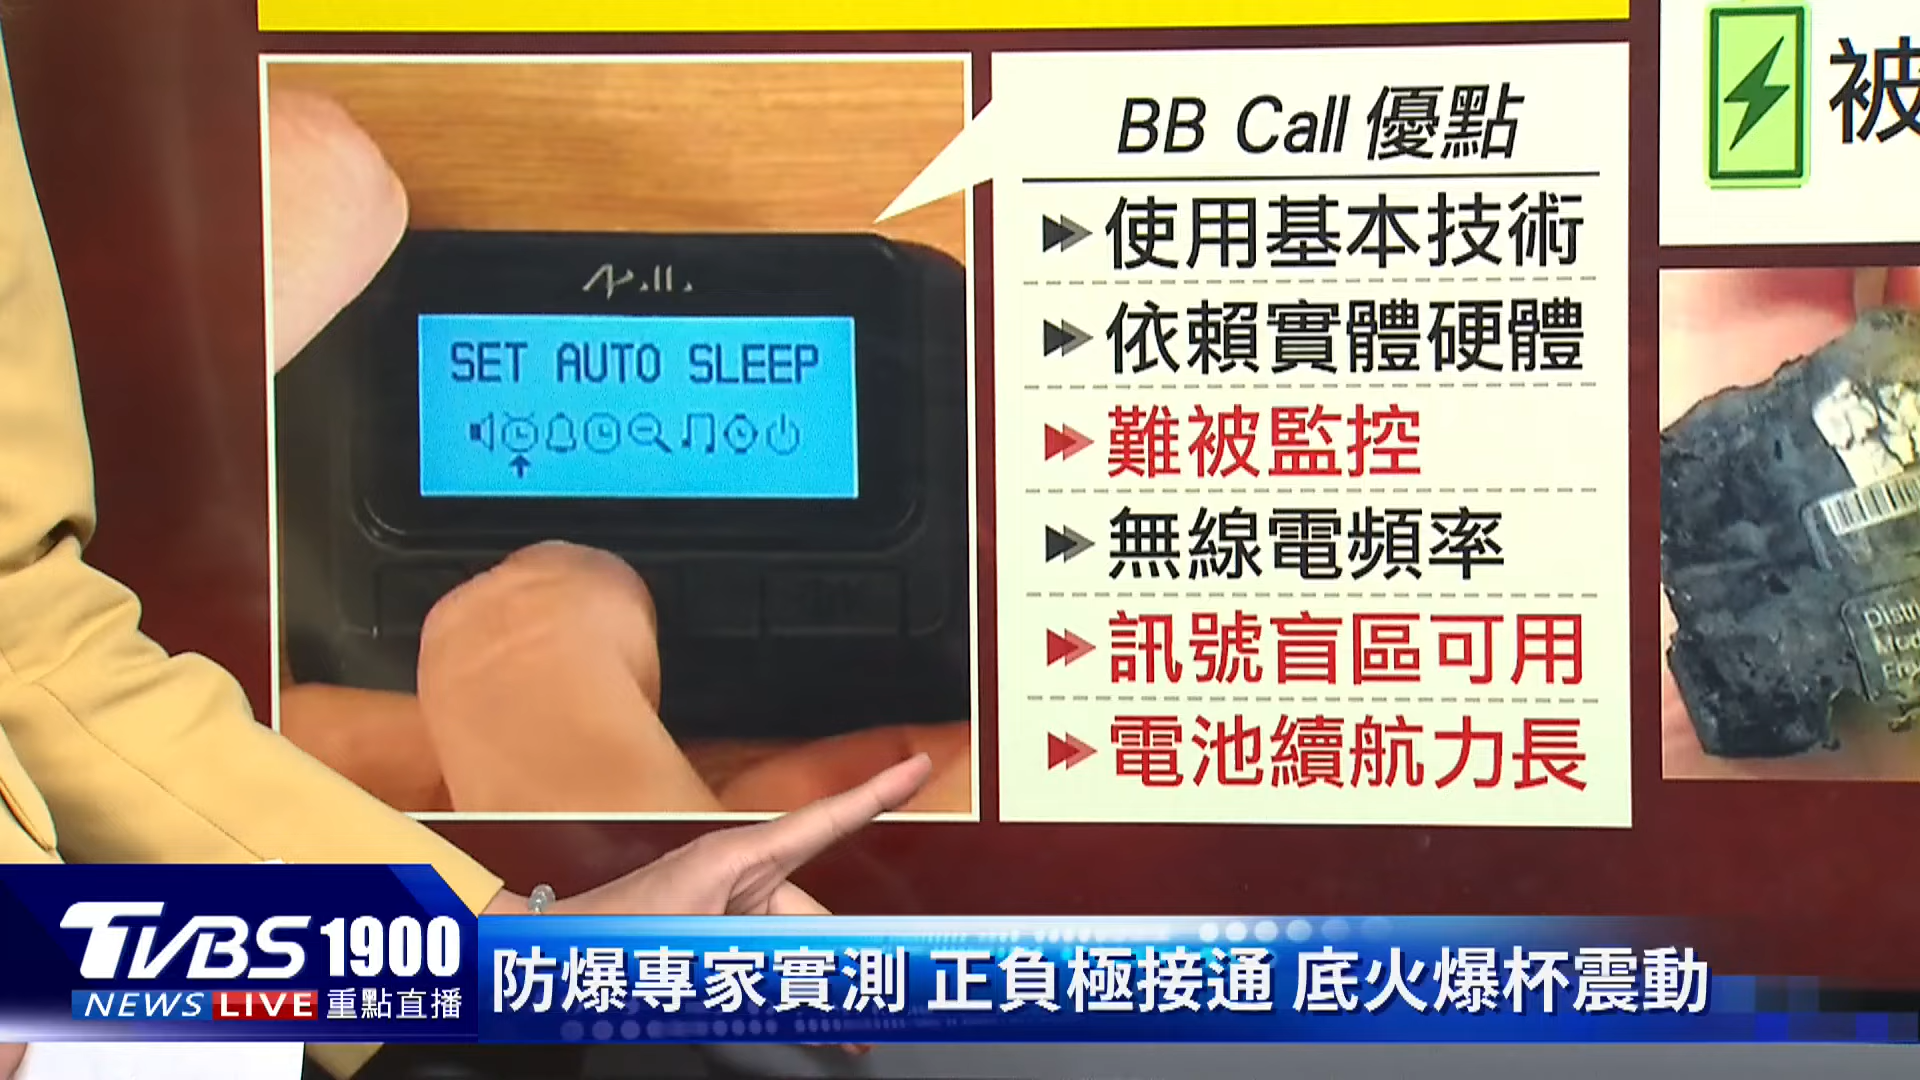 BB Call 優點
使用基本技術
依賴實體硬體
難被監控
無線電頻率
訊號盲區可用
電池續航力長
SET AUTO SLEEP
被
TVBS 1900
NEWS LIVE 重點直播
防爆專家實測 正負極接通 底火爆杯震動